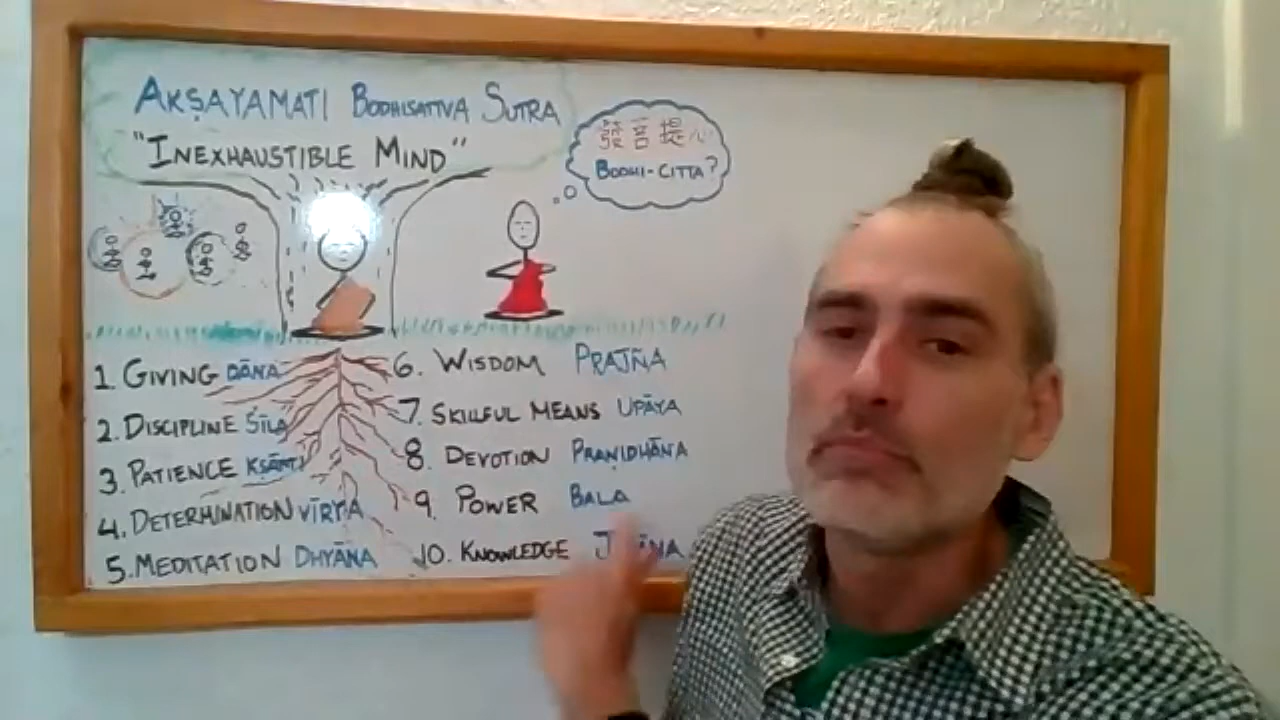 AKṢAYAMATI BODHISATTVA SUTRA
"INEXHAUSTIBLE MIND"
發菩提心
BODHI-CITTA?
1 GIVING DĀNA
2. DISCIPLINE ŚĪLA
3. PATIENCE KṢĀNTI
4. DETERMINATION VĪRYA
5. MEDITATION DHYĀNA
6. WISDOM PRAJÑA
7. SKILLFUL MEANS UPĀYA
8. DEVOTION PRAṆIDHĀNA
9. POWER BALA
10. KNOWLEDGE